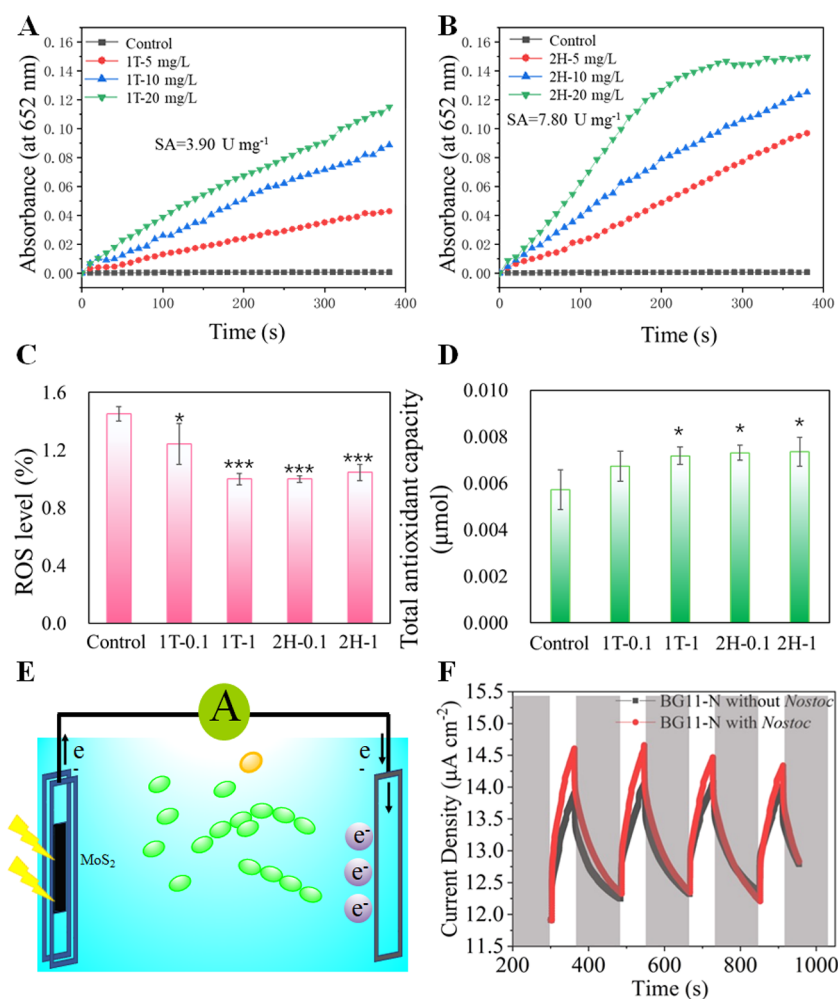 A
0.16
0.14
0.12
0.10
0.08
0.06
0.04
0.02
0.00
Absorbance (at 652 nm)
Control
1T-5 mg/L
1T-10 mg/L
1T-20 mg/L
SA=3.90 U mg⁻¹
0 100 200 300 400
Time (s)
B
0.16
0.14
0.12
0.10
0.08
0.06
0.04
0.02
0.00
Absorbance (at 652 nm)
Control
2H-5 mg/L
2H-10 mg/L
2H-20 mg/L
SA=7.80 U mg⁻¹
0 100 200 300 400
Time (s)
C
1.6
1.2
0.8
0.4
0.0
ROS level (%)
* *** *** ***
Control 1T-0.1 1T-1 2H-0.1 2H-1
D
0.010
0.008
0.006
0.004
0.002
0.000
Total antioxidant capacity
(μmol)
* * *
Control 1T-0.1 1T-1 2H-0.1 2H-1
E
A
e
-
e
-
MoS₂
e-
e-
e-
F
15.5
15.0
14.5
14.0
13.5
13.0
12.5
12.0
11.5
Current Density (μA cm⁻²)
BG11-N without Nostoc
BG11-N with Nostoc
200 400 600 800 1000
Time (s)